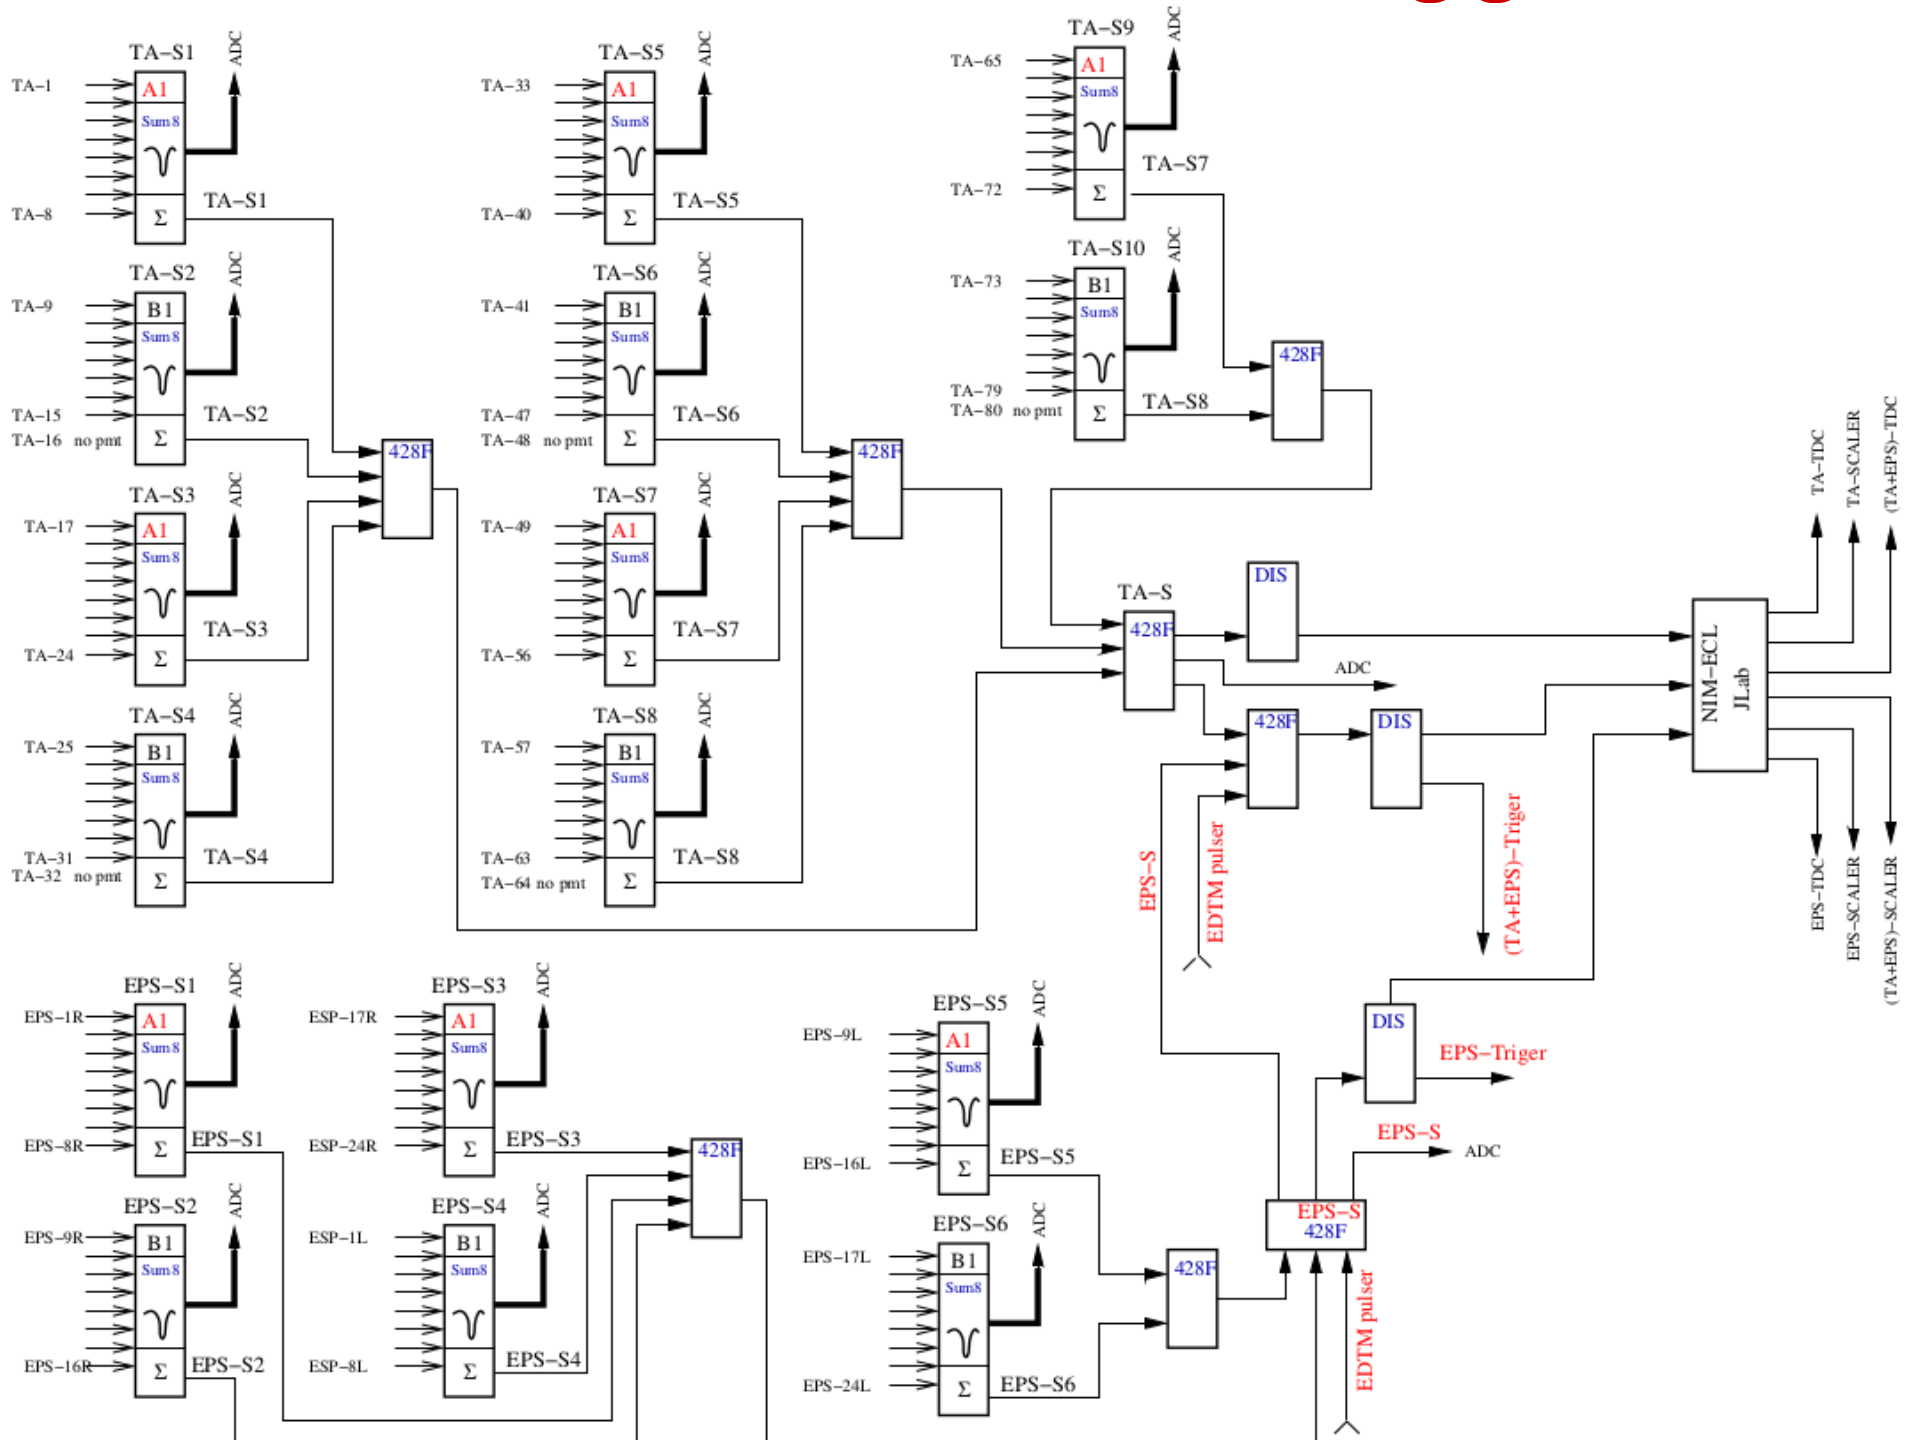 TA−S1
ADC
TA−1
A1
Sum8
TA−S1
TA−8
Σ
TA−S2
ADC
TA−9
B1
Sum8
TA−15
TA−S2
TA−16 no pmt
Σ
428F
TA−S3
ADC
TA−17
A1
Sum8
TA−S3
TA−24
Σ
TA−S4
ADC
TA−25
B1
Sum8
TA−31
TA−S4
TA−32 no pmt
Σ
TA−S5
ADC
TA−33
A1
Sum8
TA−S5
TA−40
Σ
TA−S6
ADC
TA−41
B1
Sum8
TA−47
TA−S6
TA−48 no pmt
Σ
428F
TA−S7
ADC
TA−49
A1
Sum8
TA−S7
TA−56
Σ
TA−S8
ADC
TA−57
B1
Sum8
TA−63
TA−S8
TA−64 no pmt
Σ
TA−S9
ADC
TA−65
A1
Sum8
TA−S7
TA−72
Σ
TA−S10
ADC
TA−73
B1
Sum8
TA−79
TA−S8
TA−80 no pmt
Σ
428F
TA−S
428F
DIS
ADC
428F
DIS
EPS−S
EDTM pulser
(TA+EPS)−Triger
NIM−ECL
JLab
TA−TDC
TA−SCALER
(TA+EPS)−TDC
EPS−TDC
EPS−SCALER
(TA+EPS)−SCALER
EPS−S1
ADC
EPS−1R
A1
Sum8
EPS−S1
EPS−8R
Σ
EPS−S2
ADC
EPS−9R
B1
Sum8
EPS−S2
EPS−16R
Σ
EPS−S3
ADC
ESP−17R
A1
Sum8
EPS−S3
ESP−24R
Σ
428F
EPS−S4
ADC
ESP−1L
B1
Sum8
EPS−S4
ESP−8L
Σ
EPS−S5
ADC
EPS−9L
A1
Sum8
EPS−S5
EPS−16L
Σ
EPS−S6
ADC
EPS−17L
B1
Sum8
EPS−S6
EPS−24L
Σ
428F
DIS
EPS−Triger
EPS−S
ADC
EPS−S
428F
EDTM pulser